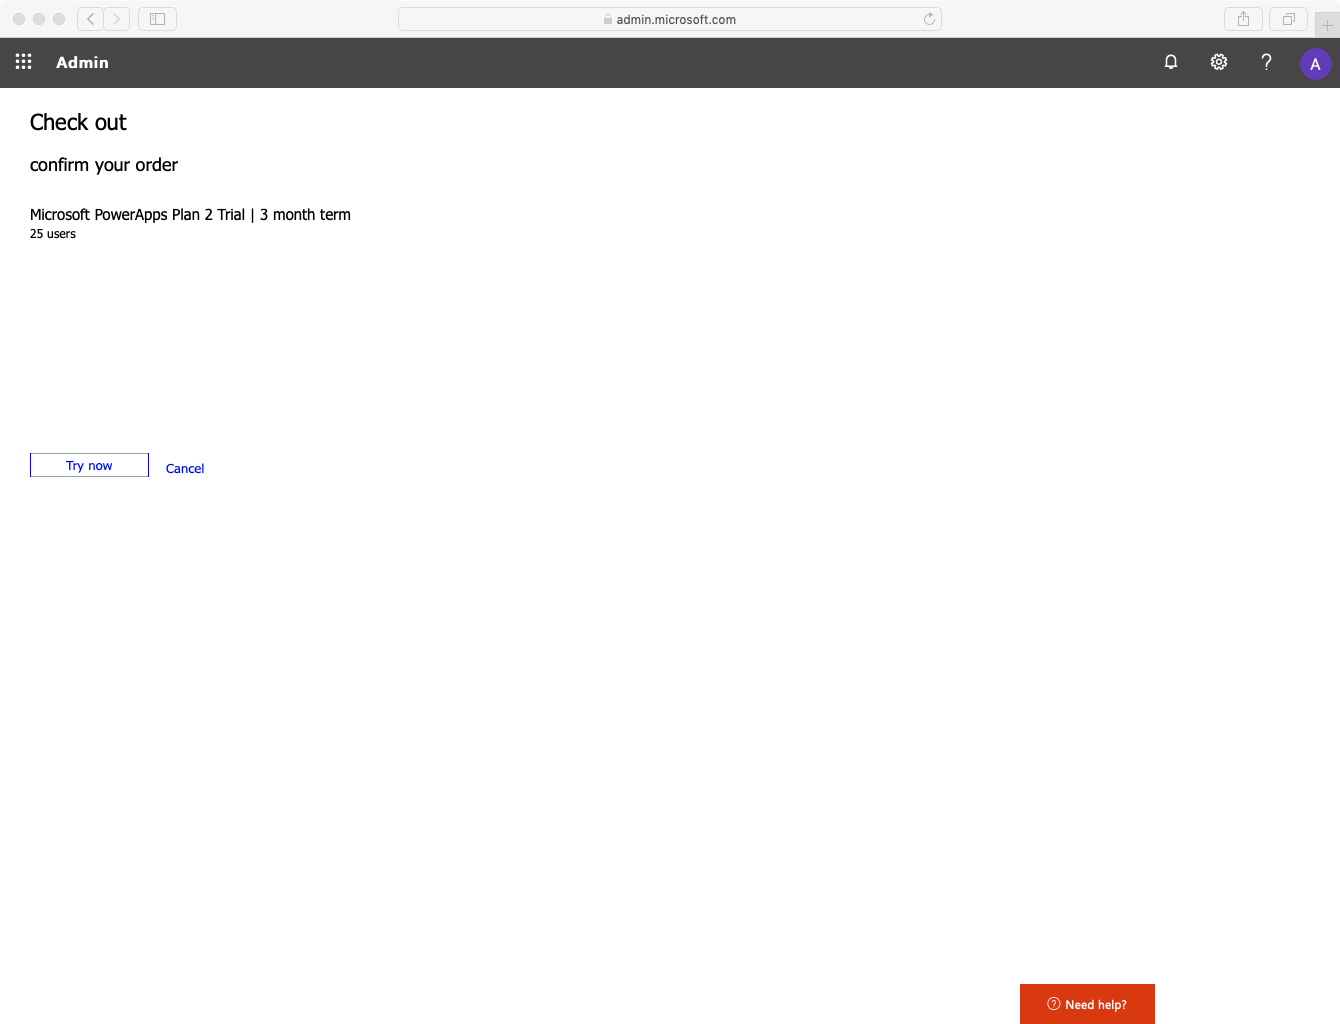 admin.microsoft.com
Admin
A
Check out
confirm your order
Microsoft PowerApps Plan 2 Trial | 3 month term
25 users
Try now
Cancel
Need help?